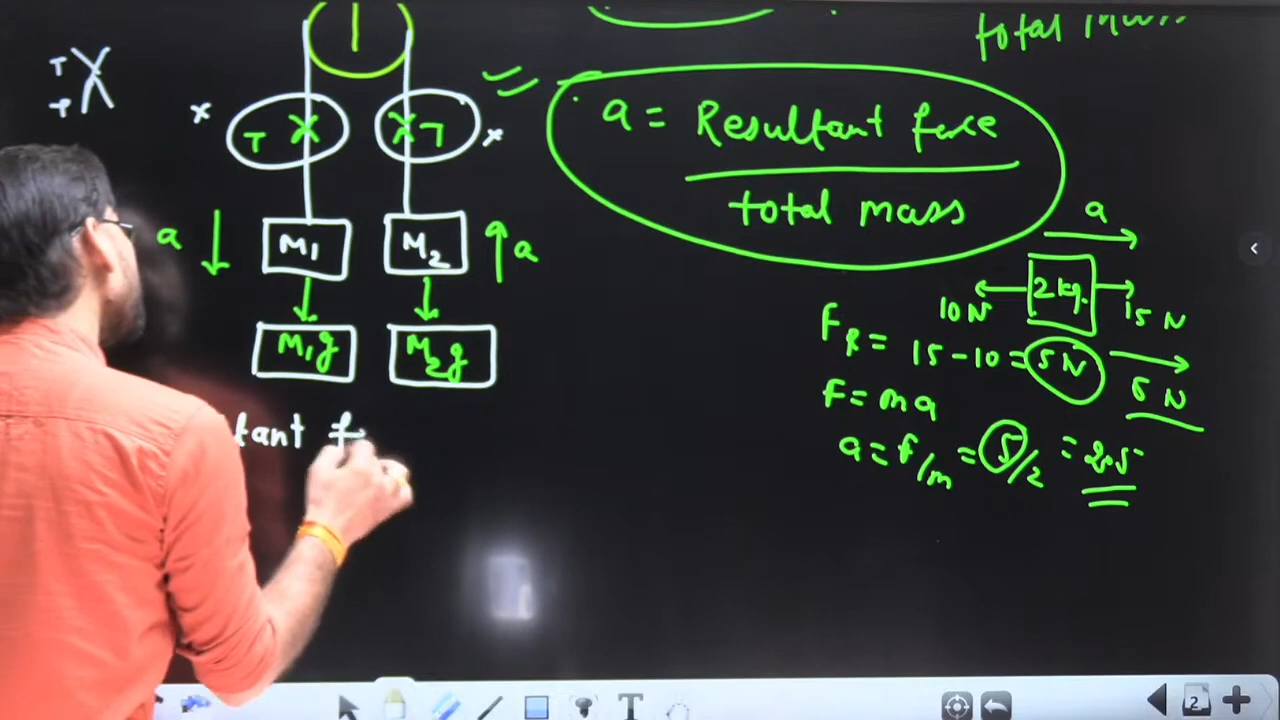 total mass
T
T
T
T
a = Resultant force
total mass
a
M1
M2
a
M1g
M2g
tant f
a
2 kg.
10 N
15 N
FR = 15 - 10 = 5 N
5 N
F = ma
a = f/m = 5/2 = 2.5
2
T